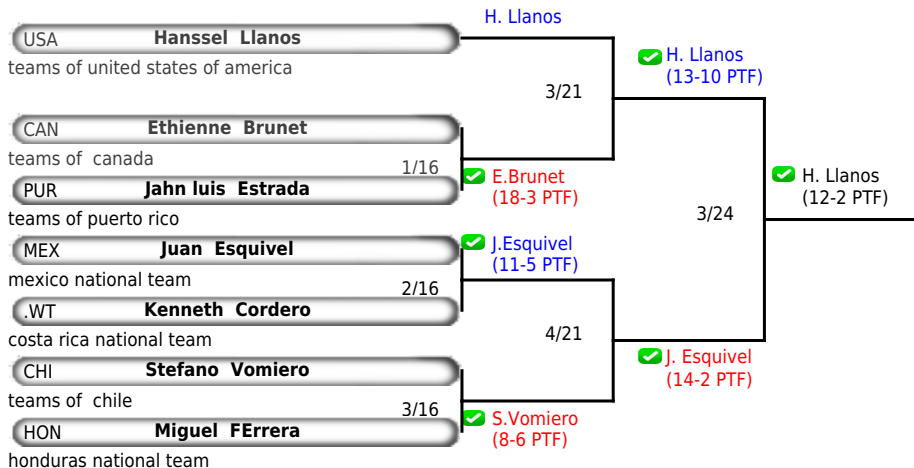 H. Llanos
USA Hanssel Llanos
teams of united states of america
H. Llanos
(13-10 PTF)
3/21
CAN Ethienne Brunet
teams of canada
1/16
E.Brunet
(18-3 PTF)
PUR Jahn luis Estrada
teams of puerto rico
H. Llanos
(12-2 PTF)
3/24
MEX Juan Esquivel
J.Esquivel
(11-5 PTF)
mexico national team
2/16
.WT Kenneth Cordero
costa rica national team
4/21
J. Esquivel
(14-2 PTF)
CHI Stefano Vomiero
teams of chile
3/16
S.Vomiero
(8-6 PTF)
HON Miguel FErrera
honduras national team